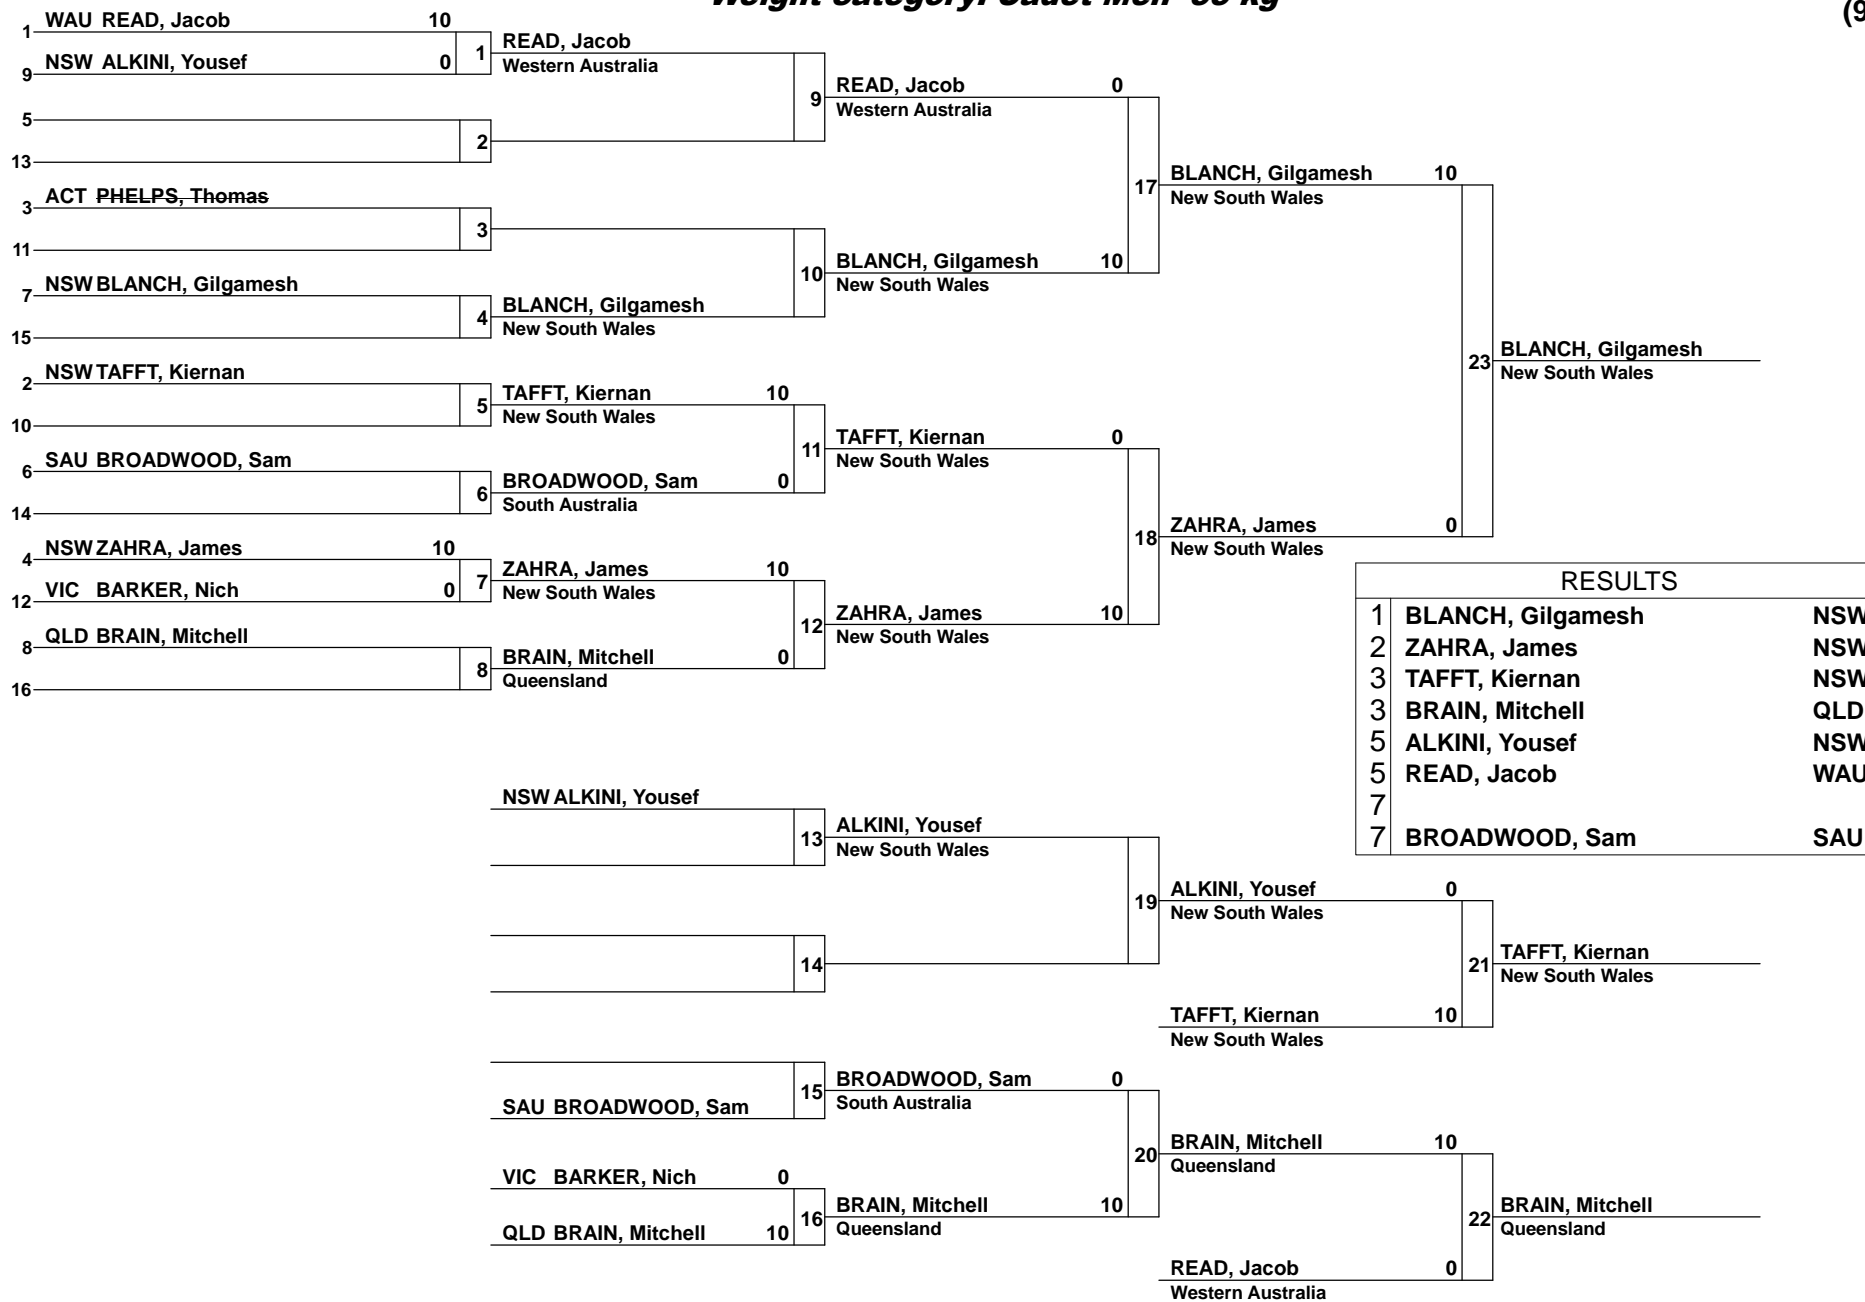 (9
1 WAU READ, Jacob 10
9 NSW ALKINI, Yousef 0
1
READ, Jacob
Western Australia
5
13
2
9
READ, Jacob 0
Western Australia
3 ACT PHELPS, Thomas
11
3
7 NSW BLANCH, Gilgamesh
15
4
BLANCH, Gilgamesh
New South Wales
10
BLANCH, Gilgamesh 10
New South Wales
17
BLANCH, Gilgamesh 10
New South Wales
2 NSW TAFFT, Kiernan
10
5
TAFFT, Kiernan 10
New South Wales
6 SAU BROADWOOD, Sam
14
6
BROADWOOD, Sam 0
South Australia
11
TAFFT, Kiernan 0
New South Wales
4 NSW ZAHRA, James 10
12 VIC BARKER, Nich 0
7
ZAHRA, James 10
New South Wales
8 QLD BRAIN, Mitchell
16
8
BRAIN, Mitchell 0
Queensland
12
ZAHRA, James 10
New South Wales
18
ZAHRA, James 0
New South Wales
23
BLANCH, Gilgamesh
New South Wales
RESULTS
1 BLANCH, Gilgamesh NSW
2 ZAHRA, James NSW
3 TAFFT, Kiernan NSW
3 BRAIN, Mitchell QLD
5 ALKINI, Yousef NSW
5 READ, Jacob WAU
7
7 BROADWOOD, Sam SAU
NSW ALKINI, Yousef
13
ALKINI, Yousef
New South Wales
14
19
ALKINI, Yousef 0
New South Wales
TAFFT, Kiernan 10
New South Wales
21
TAFFT, Kiernan
New South Wales
SAU BROADWOOD, Sam
15
BROADWOOD, Sam 0
South Australia
VIC BARKER, Nich 0
QLD BRAIN, Mitchell 10
16
BRAIN, Mitchell 10
Queensland
20
BRAIN, Mitchell 10
Queensland
READ, Jacob 0
Western Australia
22
BRAIN, Mitchell
Queensland